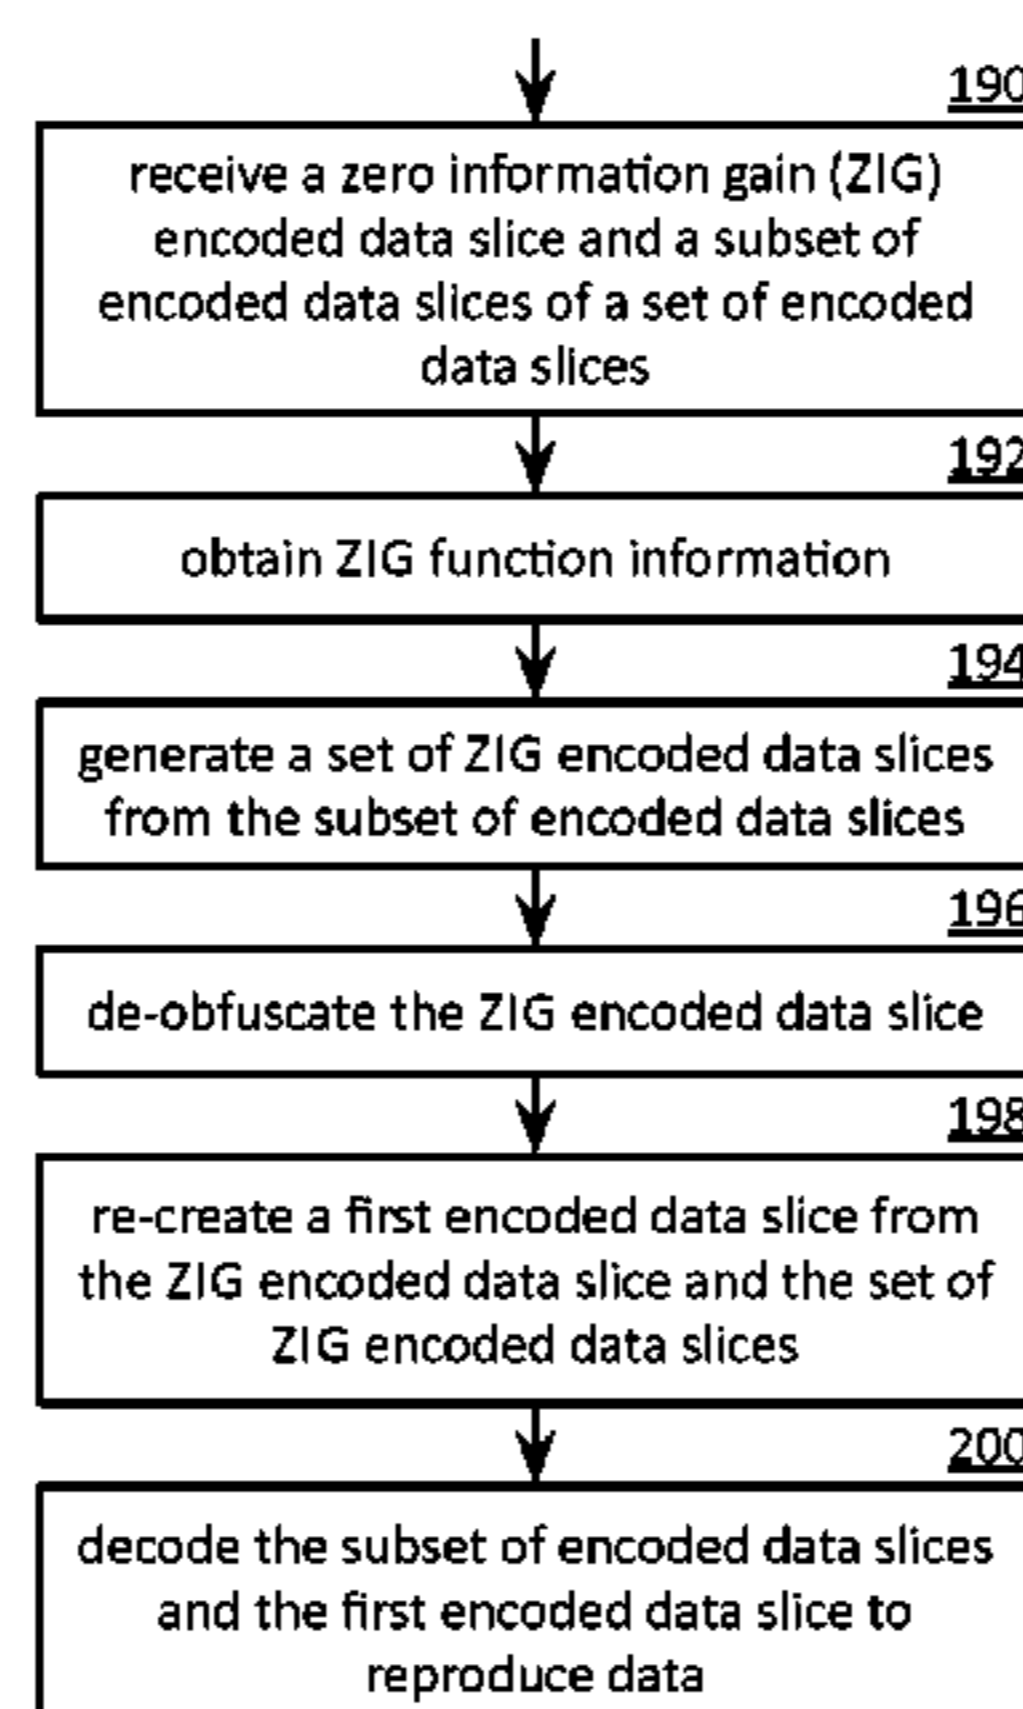 190
receive a zero information gain (ZIG)
encoded data slice and a subset of
encoded data slices of a set of encoded
data slices
192
obtain ZIG function information
194
generate a set of ZIG encoded data slices
from the subset of encoded data slices
196
de-obfuscate the ZIG encoded data slice
198
re-create a first encoded data slice from
the ZIG encoded data slice and the set of
ZIG encoded data slices
200
decode the subset of encoded data slices
and the first encoded data slice to
reproduce data